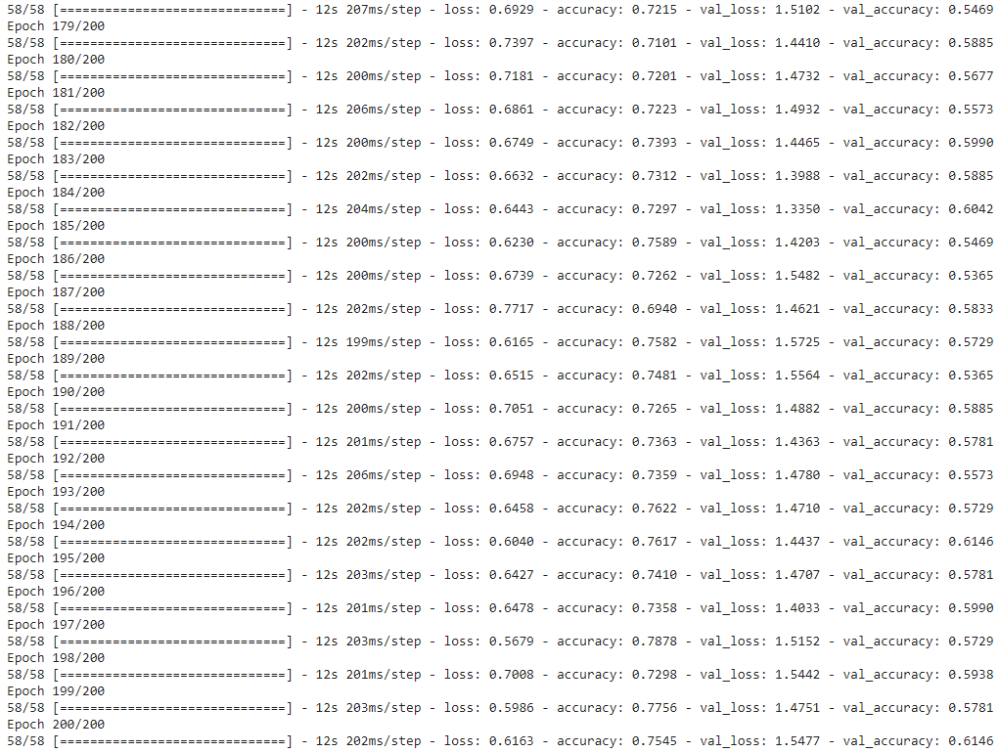 58/58 [==============================] - 12s 207ms/step - loss: 0.6929 - accuracy: 0.7215 - val_loss: 1.5102 - val_accuracy: 0.5469
Epoch 179/200
58/58 [==============================] - 12s 202ms/step - loss: 0.7397 - accuracy: 0.7101 - val_loss: 1.4410 - val_accuracy: 0.5885
Epoch 180/200
58/58 [==============================] - 12s 200ms/step - loss: 0.7181 - accuracy: 0.7201 - val_loss: 1.4732 - val_accuracy: 0.5677
Epoch 181/200
58/58 [==============================] - 12s 206ms/step - loss: 0.6861 - accuracy: 0.7223 - val_loss: 1.4932 - val_accuracy: 0.5573
Epoch 182/200
58/58 [==============================] - 12s 200ms/step - loss: 0.6749 - accuracy: 0.7393 - val_loss: 1.4465 - val_accuracy: 0.5990
Epoch 183/200
58/58 [==============================] - 12s 202ms/step - loss: 0.6632 - accuracy: 0.7312 - val_loss: 1.3988 - val_accuracy: 0.5885
Epoch 184/200
58/58 [==============================] - 12s 204ms/step - loss: 0.6443 - accuracy: 0.7297 - val_loss: 1.3350 - val_accuracy: 0.6042
Epoch 185/200
58/58 [==============================] - 12s 200ms/step - loss: 0.6230 - accuracy: 0.7589 - val_loss: 1.4203 - val_accuracy: 0.5469
Epoch 186/200
58/58 [==============================] - 12s 200ms/step - loss: 0.6739 - accuracy: 0.7262 - val_loss: 1.5482 - val_accuracy: 0.5365
Epoch 187/200
58/58 [==============================] - 12s 202ms/step - loss: 0.7717 - accuracy: 0.6940 - val_loss: 1.4621 - val_accuracy: 0.5833
Epoch 188/200
58/58 [==============================] - 12s 199ms/step - loss: 0.6165 - accuracy: 0.7582 - val_loss: 1.5725 - val_accuracy: 0.5729
Epoch 189/200
58/58 [==============================] - 12s 202ms/step - loss: 0.6515 - accuracy: 0.7481 - val_loss: 1.5564 - val_accuracy: 0.5365
Epoch 190/200
58/58 [==============================] - 12s 200ms/step - loss: 0.7051 - accuracy: 0.7265 - val_loss: 1.4882 - val_accuracy: 0.5885
Epoch 191/200
58/58 [==============================] - 12s 201ms/step - loss: 0.6757 - accuracy: 0.7363 - val_loss: 1.4363 - val_accuracy: 0.5781
Epoch 192/200
58/58 [==============================] - 12s 206ms/step - loss: 0.6948 - accuracy: 0.7359 - val_loss: 1.4780 - val_accuracy: 0.5573
Epoch 193/200
58/58 [==============================] - 12s 202ms/step - loss: 0.6458 - accuracy: 0.7622 - val_loss: 1.4710 - val_accuracy: 0.5729
Epoch 194/200
58/58 [==============================] - 12s 202ms/step - loss: 0.6040 - accuracy: 0.7617 - val_loss: 1.4437 - val_accuracy: 0.6146
Epoch 195/200
58/58 [==============================] - 12s 203ms/step - loss: 0.6427 - accuracy: 0.7410 - val_loss: 1.4707 - val_accuracy: 0.5781
Epoch 196/200
58/58 [==============================] - 12s 201ms/step - loss: 0.6478 - accuracy: 0.7358 - val_loss: 1.4033 - val_accuracy: 0.5990
Epoch 197/200
58/58 [==============================] - 12s 203ms/step - loss: 0.5679 - accuracy: 0.7878 - val_loss: 1.5152 - val_accuracy: 0.5729
Epoch 198/200
58/58 [==============================] - 12s 201ms/step - loss: 0.7008 - accuracy: 0.7298 - val_loss: 1.5442 - val_accuracy: 0.5938
Epoch 199/200
58/58 [==============================] - 12s 203ms/step - loss: 0.5986 - accuracy: 0.7756 - val_loss: 1.4751 - val_accuracy: 0.5781
Epoch 200/200
58/58 [==============================] - 12s 202ms/step - loss: 0.6163 - accuracy: 0.7545 - val_loss: 1.5477 - val_accuracy: 0.6146